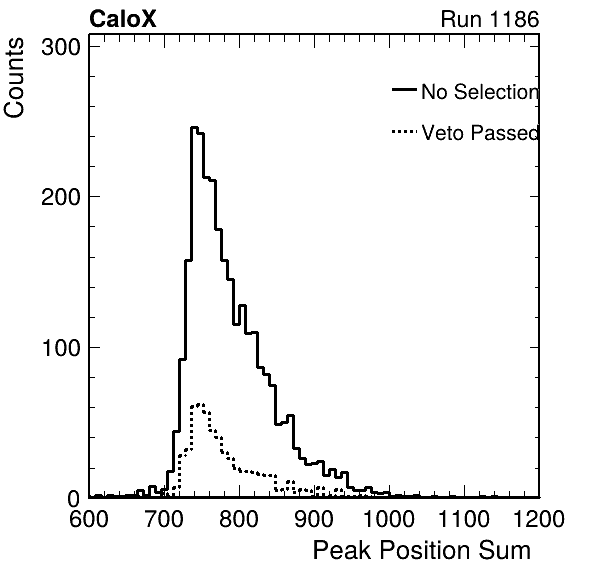 CaloX Run 1186
Counts
300
200
100
0
No Selection
Veto Passed
600 700 800 900 1000 1100 1200
Peak Position Sum